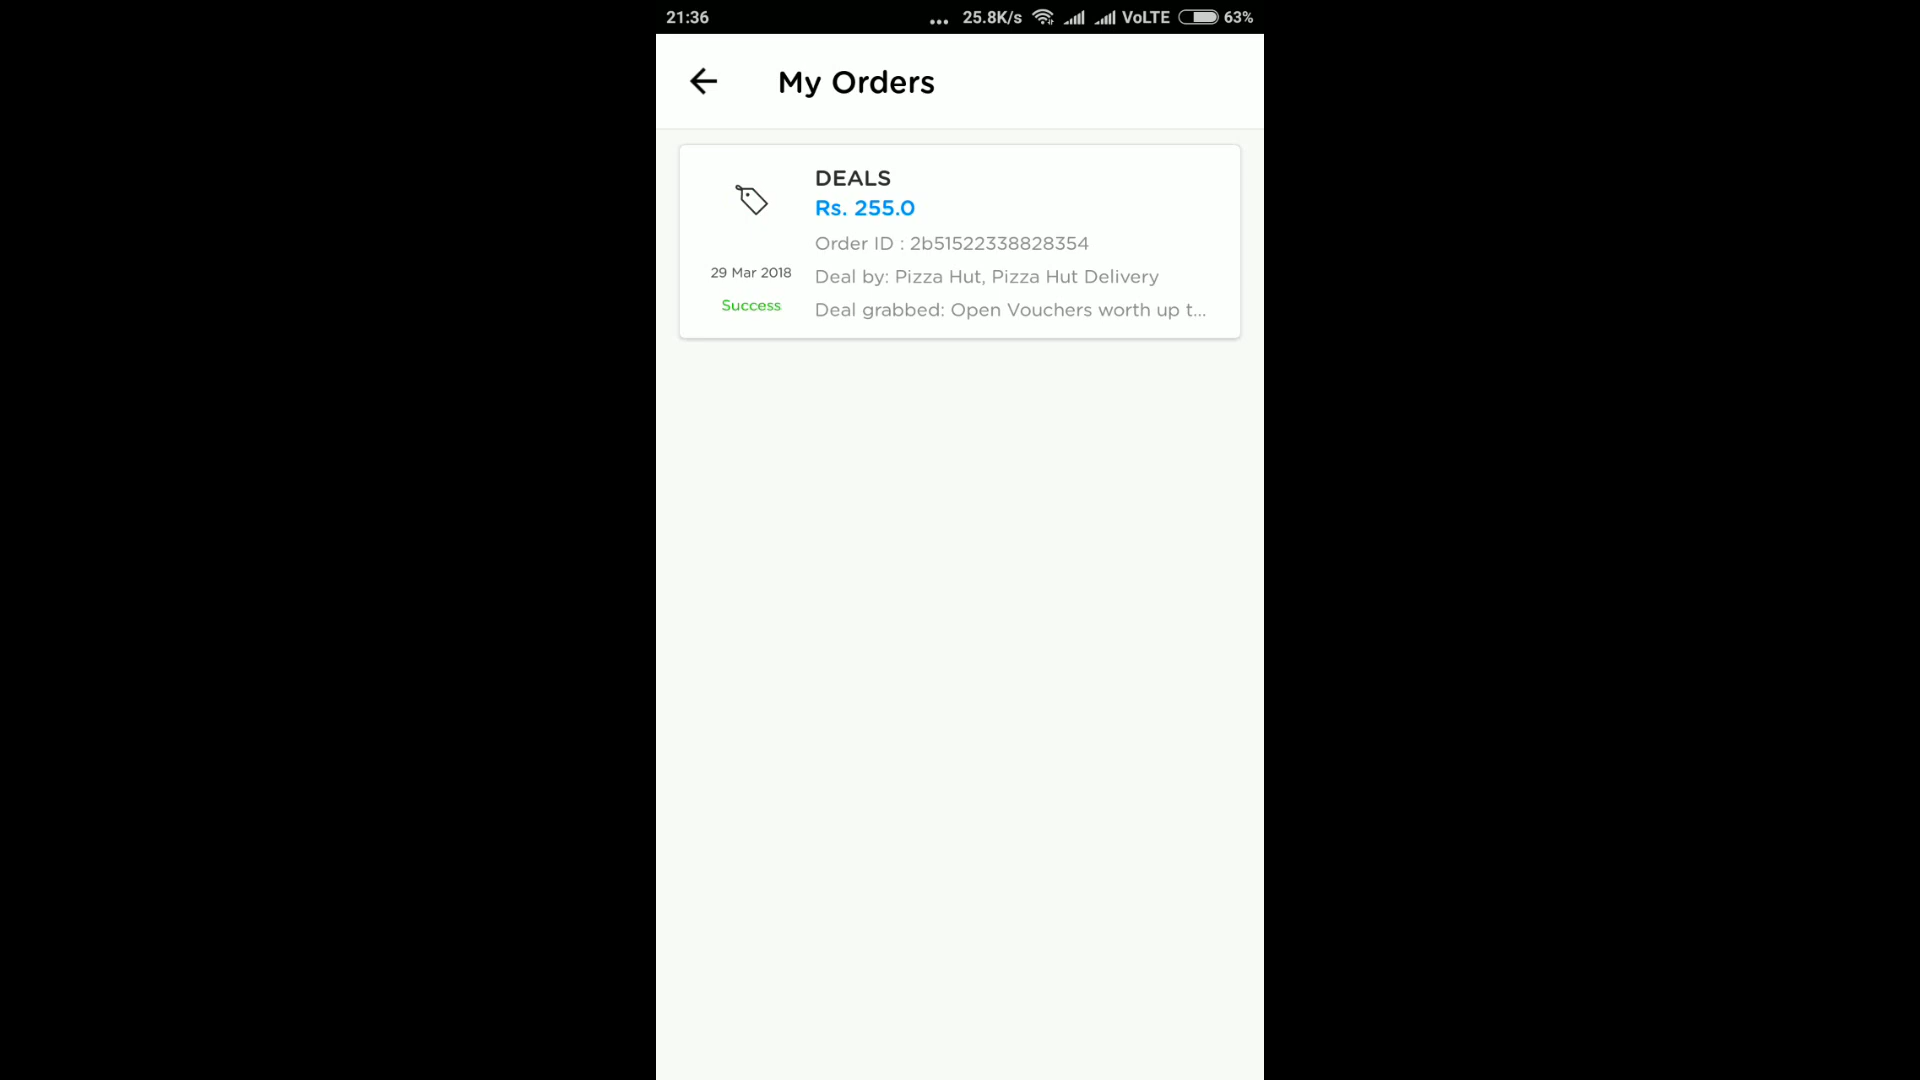 21:36 ... 25.8K/s VoLTE 63%
My Orders
DEALS
Rs. 255.0
Order ID : 2b51522338828354
29 Mar 2018
Deal by: Pizza Hut, Pizza Hut Delivery
Success
Deal grabbed: Open Vouchers worth up t...